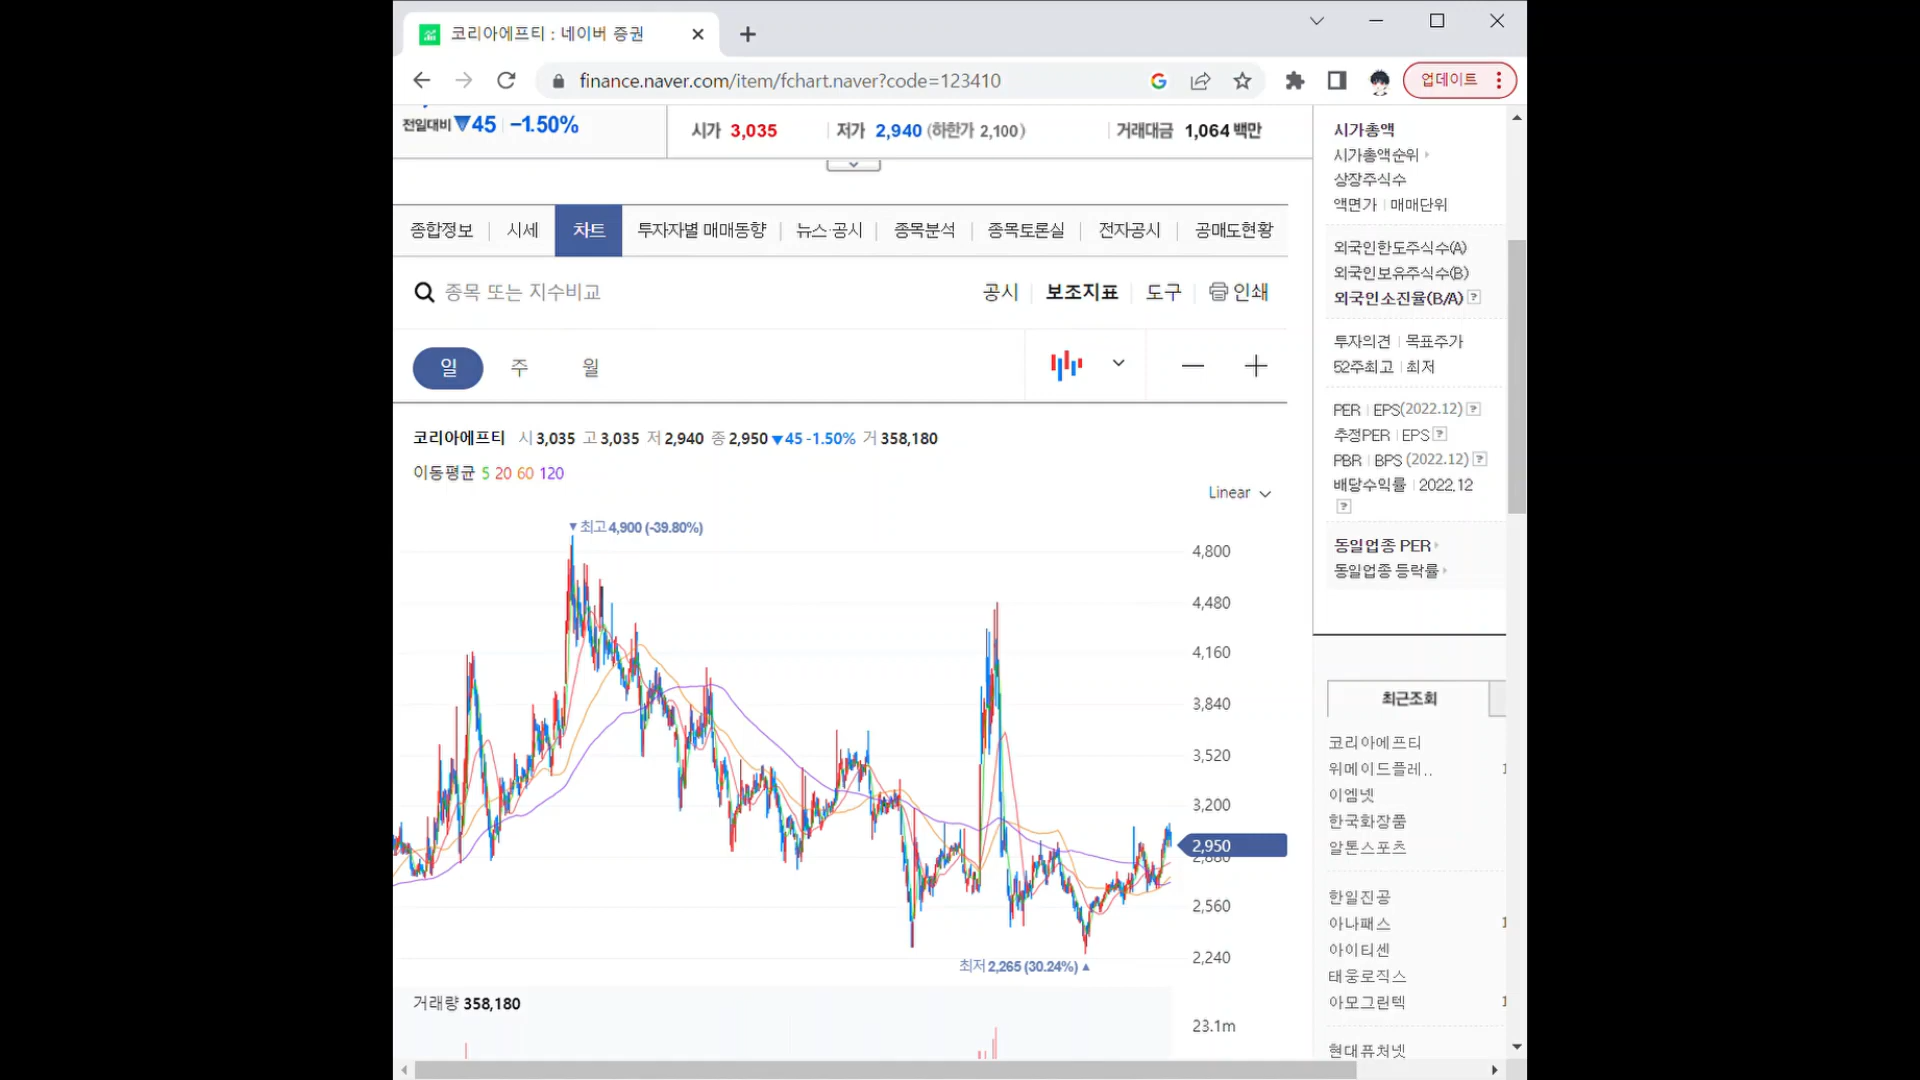 코리아에프티 : 네이버 증권
finance.naver.com/item/fchart.naver?code=123410
업데이트
전일대비 ▼45 −1.50%
시가 3,035 저가 2,940 (하한가 2,100) 거래대금 1,064 백만
종합정보 시세 차트 투자자별 매매동향 뉴스·공시 종목분석 종목토론실 전자공시 공매도현황
종목 또는 지수비교
공시 보조지표 도구 인쇄
일 주 월
코리아에프티 시 3,035 고 3,035 저 2,940 종 2,950 ▼45 -1.50% 거 358,180
이동평균 5 20 60 120
Linear
▼최고 4,900 (-39.80%)
4,800
4,480
4,160
3,840
3,520
3,200
2,950
2,880
2,560
2,240
최저 2,265 (30.24%) ▲
거래량 358,180
23.1m
시가총액
시가총액순위
상장주식수
액면가 매매단위
외국인한도주식수(A)
외국인보유주식수(B)
외국인소진율(B/A) ?
투자의견 목표주가
52주최고 최저
PER EPS(2022.12) ?
추정PER EPS ?
PBR BPS (2022.12) ?
배당수익률 2022.12
?
동일업종 PER
동일업종 등락률
최근조회
코리아에프티
위메이드플레..
이엠넷
한국화장품
알톤스포츠
한일진공
아나패스
아이티센
태웅로직스
아모그린텍
현대퓨처넷